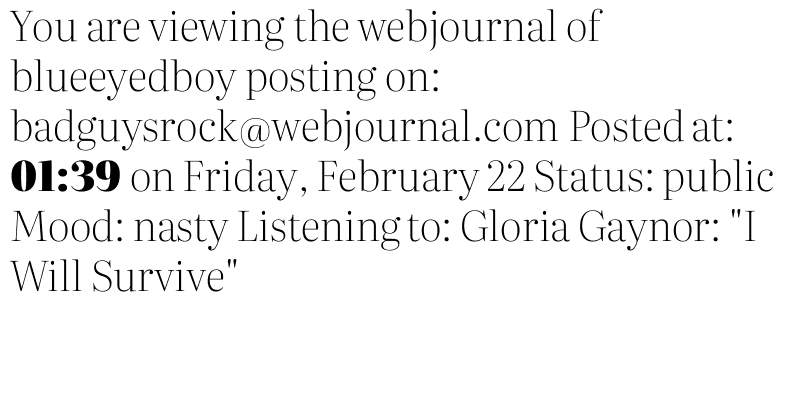 You are viewing the webjournal of
blueeyedboy posting on:
badguysrock@webjournal.com Posted at:
01:39 on Friday, February 22 Status: public
Mood: nasty Listening to: Gloria Gaynor: "I
Will Survive"